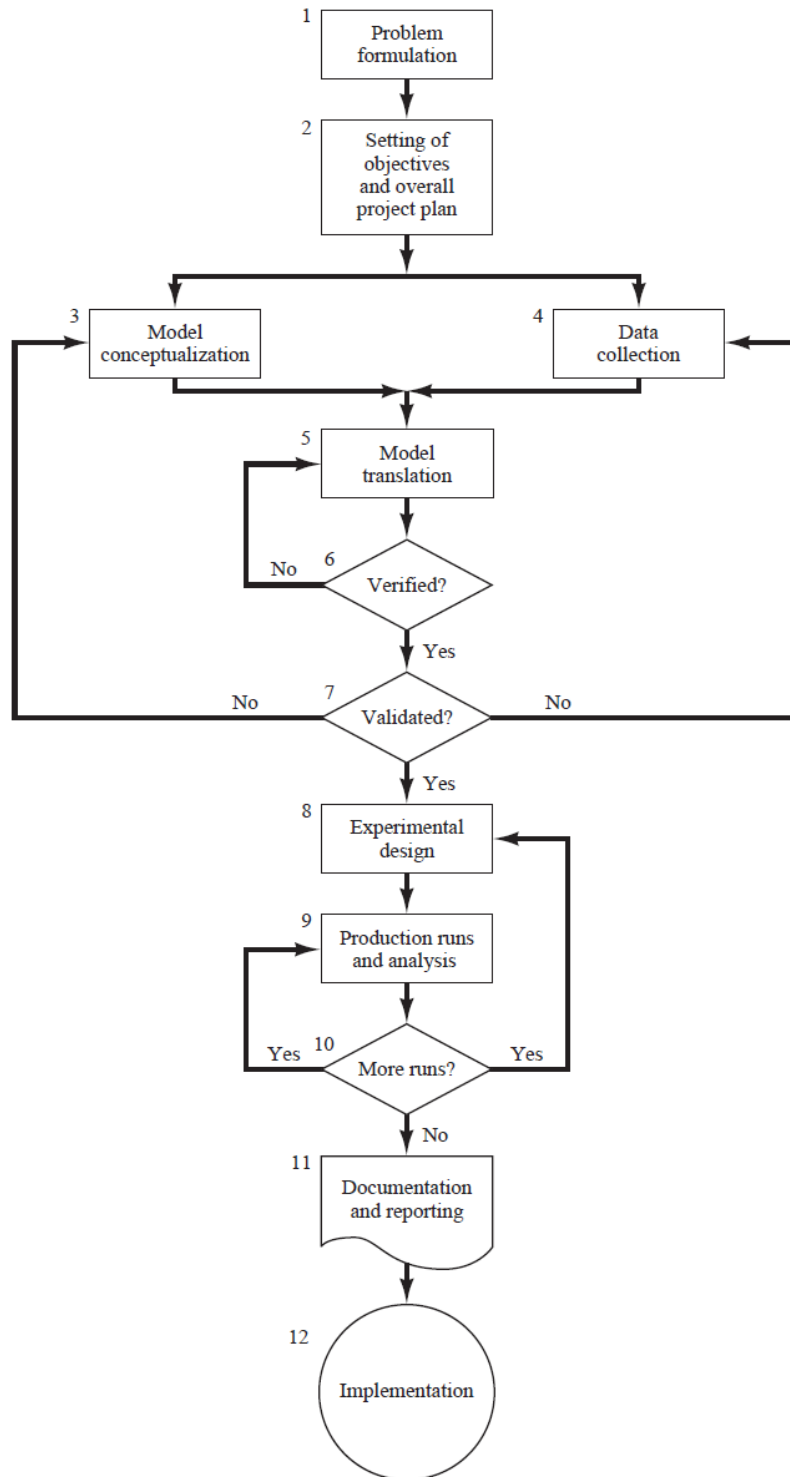 1
Problem
formulation
2
Setting of
objectives
and overall
project plan
3
Model
conceptualization
4
Data
collection
5
Model
translation
6
No
Verified?
Yes
7
No
Validated?
No
Yes
8
Experimental
design
9
Production runs
and analysis
10
Yes
More runs?
Yes
No
11
Documentation
and reporting
12
Implementation